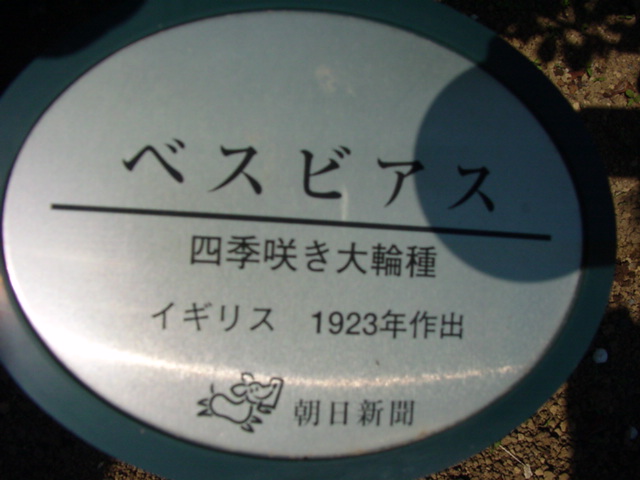 ベスビアス
四季咲き大輪種
イギリス 1923年作出
朝日新聞